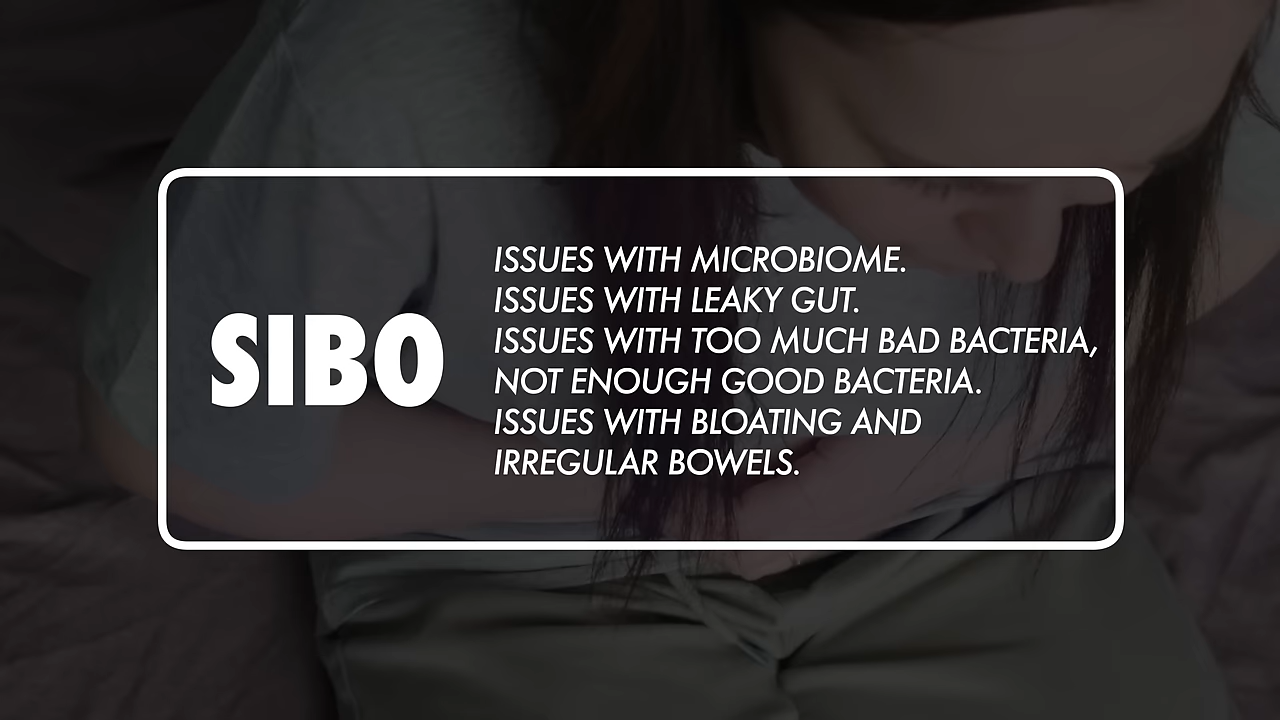 SIBO
ISSUES WITH MICROBIOME.
ISSUES WITH LEAKY GUT.
ISSUES WITH TOO MUCH BAD BACTERIA,
NOT ENOUGH GOOD BACTERIA.
ISSUES WITH BLOATING AND
IRREGULAR BOWELS.